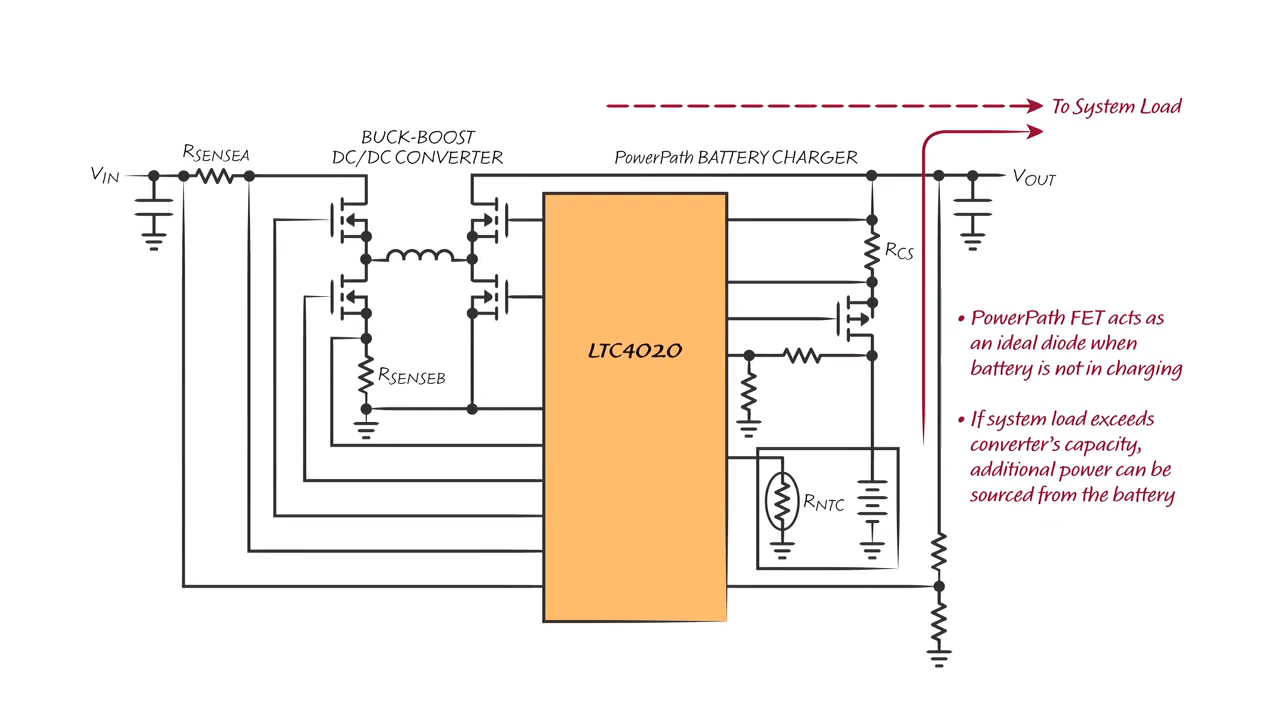 To System Load
BUCK-BOOST
DC/DC CONVERTER
PowerPath BATTERY CHARGER
RSENSEA
VIN
VOUT
RCS
• PowerPath FET acts as
an ideal diode when
battery is not in charging
LTC4020
RSENSEB
• If system load exceeds
converter's capacity,
additional power can be
sourced from the battery
RNTC